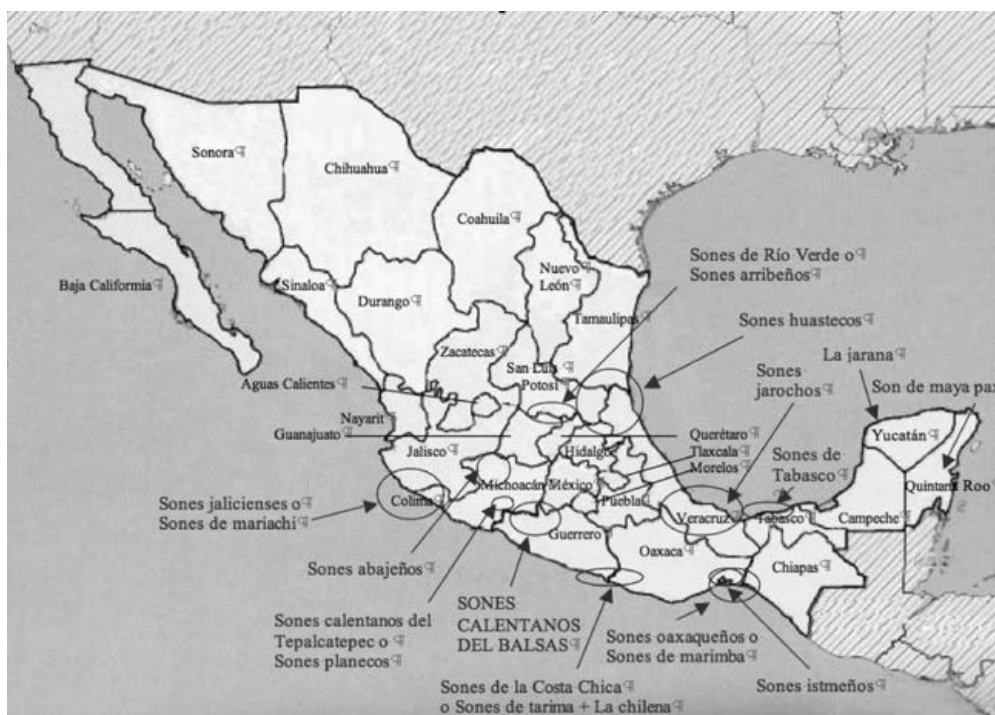 Sonora¶
Chihuahua¶
Coahuila¶
Sones de Río Verde o¶
Sones arribeños¶
Baja Califormia¶
Sinaloa¶
Durango¶
Nuevo¶
León¶
Tamaulipas¶
Sones huastecos¶
Zacatecas¶
San Luis
Potosí¶
La jarana¶
Sones
jarochos¶
Son de maya pax
Aguas Calientes¶
Nayarit¶
Guanajuato¶
Jalisco¶
Hidalgo¶
Querétaro¶
Tlaxcala¶
Morelos¶
Yucatán¶
Sones de¶
Tabasco¶
Quintana Roo¶
Sones jalicienses o¶
Sones de mariachi¶
Colima¶
Michoacán¶
México¶
Puebla¶
Veracruz¶
Tabasco¶
Campeche¶
Guerrero¶
Oaxaca¶
Chiapas¶
Sones abajeños¶
Sones calentanos del¶
Tepalcatepec o¶
Sones planecos¶
SONES¶
CALENTANOS
DEL BALSAS¶
Sones oaxaqueños o¶
Sones de marimba¶
Sones de la Costa Chica¶
o Sones de tarima + La chilena¶
Sones istmeños¶